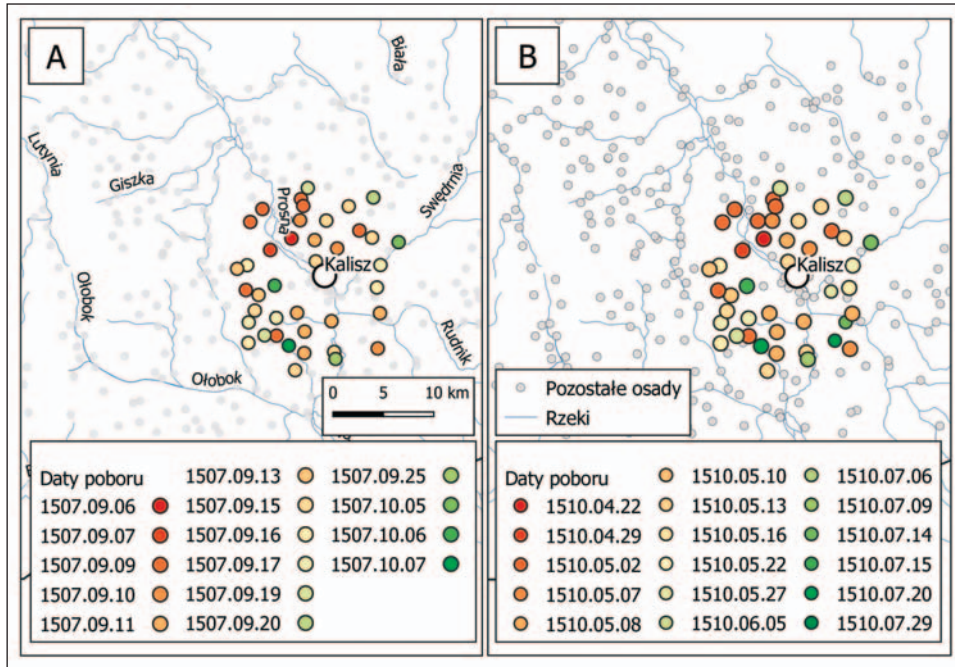 A
Biała
Lutynia
Giszka
Prosna
Swędrnia
Kalisz
Ołobok
Ołobok
Rudnik
0 5 10 km
Daty poboru
1507.09.06
1507.09.07
1507.09.09
1507.09.10
1507.09.11
1507.09.13
1507.09.15
1507.09.16
1507.09.17
1507.09.19
1507.09.20
1507.09.25
1507.10.05
1507.10.06
1507.10.07
B
Kalisz
Pozostałe osady
Rzeki
Daty poboru
1510.04.22
1510.04.29
1510.05.02
1510.05.07
1510.05.08
1510.05.10
1510.05.13
1510.05.16
1510.05.22
1510.05.27
1510.06.05
1510.07.06
1510.07.09
1510.07.14
1510.07.15
1510.07.20
1510.07.29